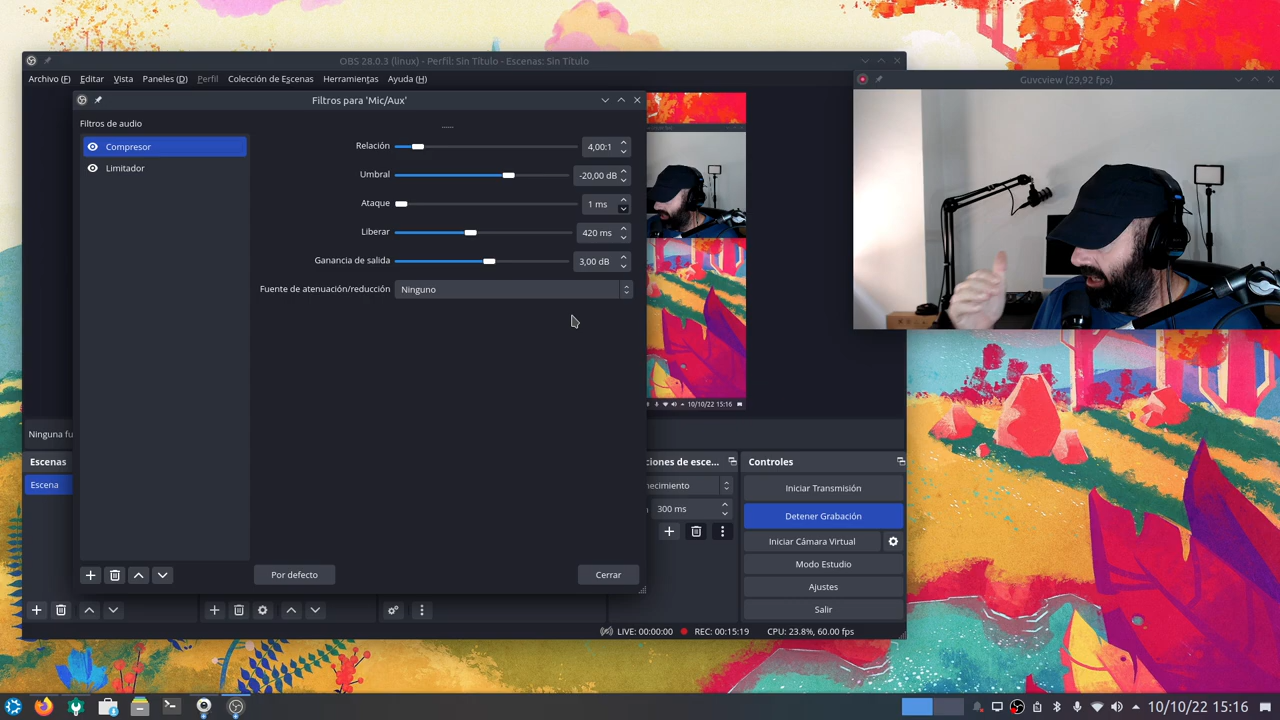 OBS 28.0.3 (linux) - Perfil: Sin Título - Escenas: Sin Título
Archivo (F) Editar Vista Paneles (D) Perfil Colección de Escenas Herramientas Ayuda (H)
Guvcview (29,92 fps)
Filtros para 'Mic/Aux'
Filtros de audio
Compresor
Limitador
Relación 4,00:1
Umbral -20,00 dB
Ataque 1 ms
Liberar 420 ms
Ganancia de salida 3,00 dB
Fuente de atenuación/reducción Ninguno
Por defecto
Cerrar
10/10/22 15:16
Ninguna fu
Escenas
Escena
ciones de esce...
necimiento
300 ms
Controles
Iniciar Transmisión
Detener Grabación
Iniciar Cámara Virtual
Modo Estudio
Ajustes
Salir
LIVE: 00:00:00 REC: 00:15:19 CPU: 23.8%, 60.00 fps
10/10/22 15:16